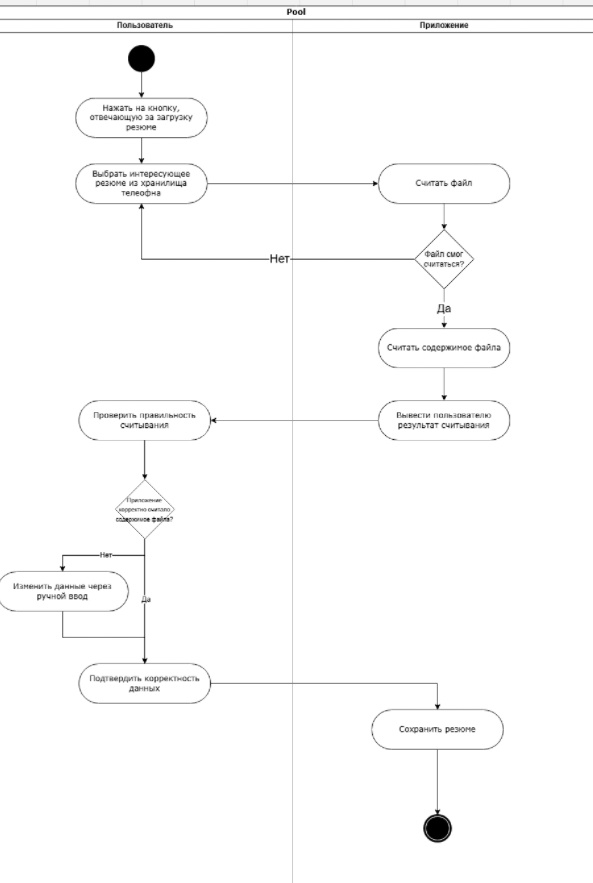 Pool
Пользователь
Приложение
Нажать на кнопку,
отвечающую за загрузку
резюме
Выбрать интересующее
резюме из хранилища
телеофна
Считать файл
Файл смог
считаться?
Нет
Да
Считать содержимое файла
Проверить правильность
считывания
Вывести пользователю
результат считывания
Приложение
корректно считало
содержимое файла?
Нет
Изменить данные через
ручной ввод
Да
Подтвердить корректность
данных
Сохранить резюме